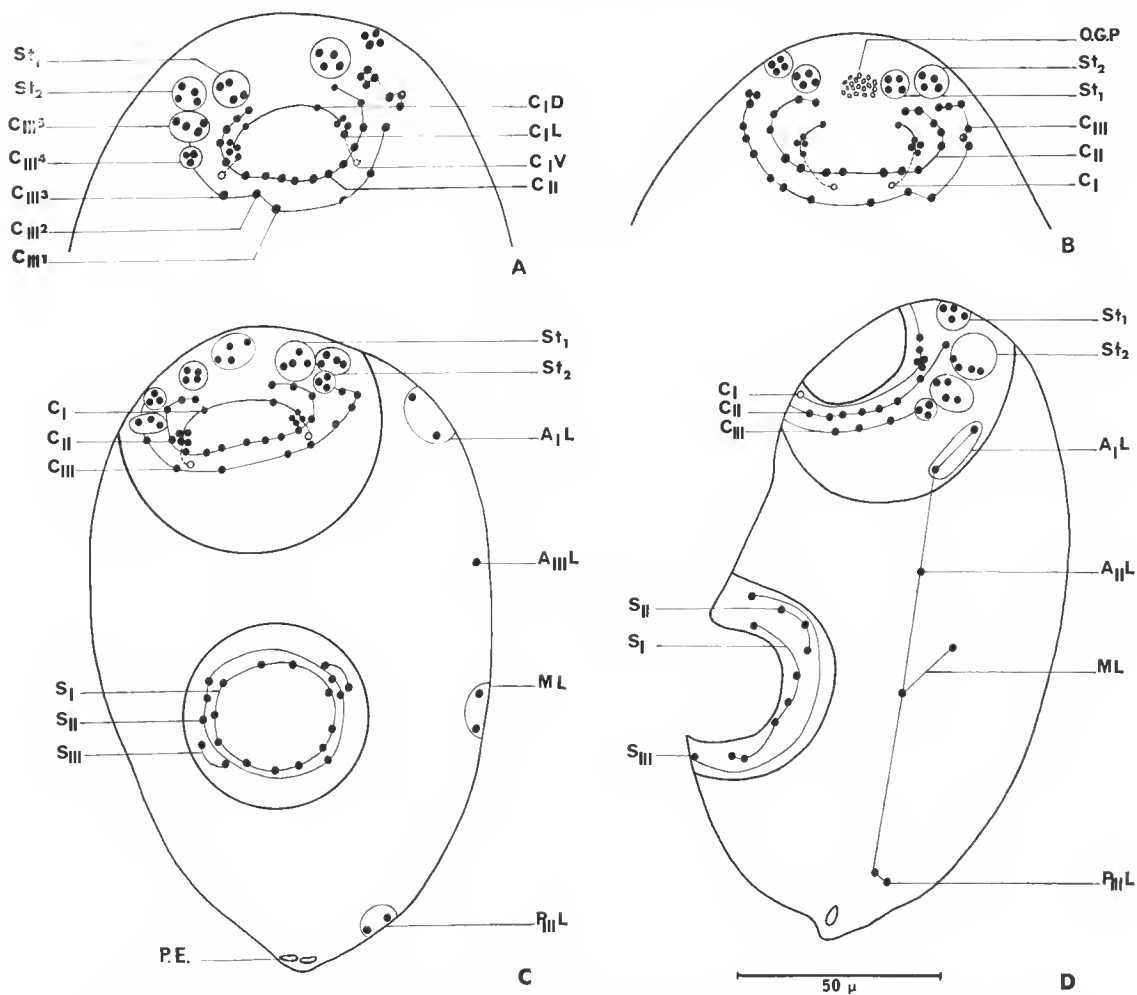 St₁
St₂
CIII⁵
CIII⁴
CIII³
CIII²
CIII¹
CID
CIL
CIV
CII
A
O.G.P
St₂
St₁
CIII
CII
CI
B
St₁
St₂
CI
CII
CIII
AIL
AIIIL
SI
SII
SIII
ML
PIIIL
P.E.
C
St₁
St₂
CI
CII
CIII
AIL
AIIL
SII
SI
ML
SIII
PIIIL
50 µ
D